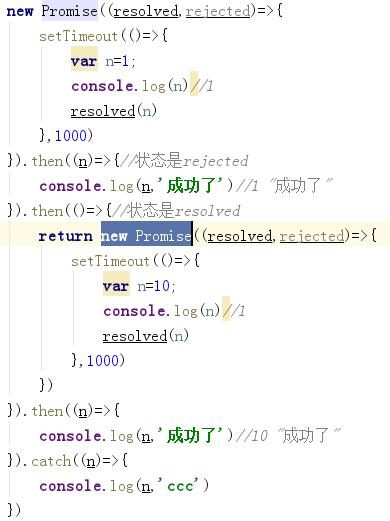 new Promise((resolved,rejected)=>{
    setTimeout(()=>{
        var n=1;
        console.log(n)//1
        resolved(n)
    },1000)
}).then((n)=>{//状态是rejected
    console.log(n,'成功了')//1 "成功了"
}).then(()=>{//状态是resolved
    return new Promise((resolved,rejected)=>{
        setTimeout(()=>{
            var n=10;
            console.log(n)//1
            resolved(n)
        },1000)
    })
}).then((n)=>{
    console.log(n,'成功了')//10 "成功了"
}).catch((n)=>{
    console.log(n,'ccc')
})